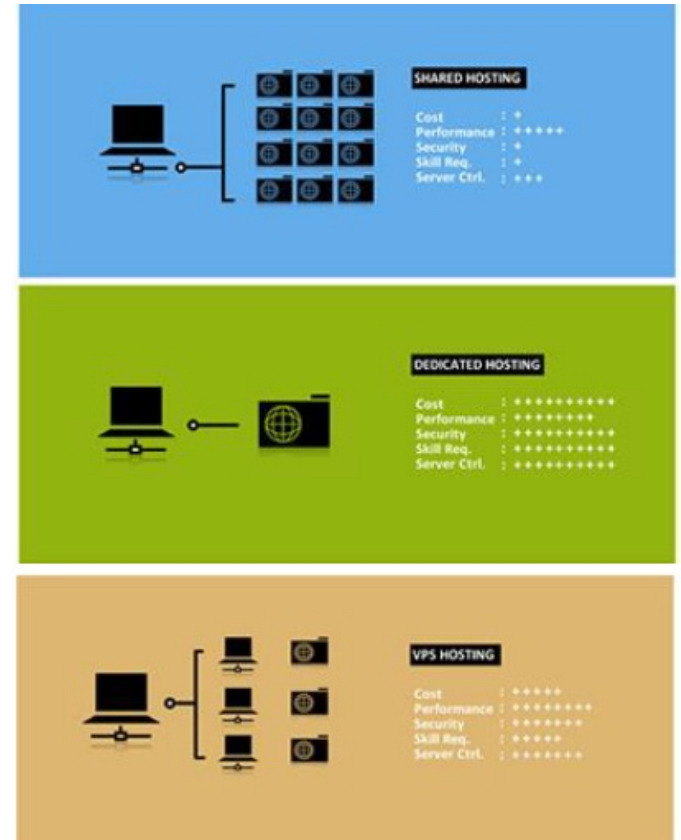 SHARED HOSTING
Cost : +
Performance : +++++
Security : +
Skill Req. : +
Server Ctrl. : +++
DEDICATED HOSTING
Cost : ++++++++++
Performance : ++++++++
Security : ++++++++++
Skill Req. : ++++++++++
Server Ctrl. : ++++++++++
VPS HOSTING
Cost : +++++
Performance : ++++++++
Security : +++++++
Skill Req. : +++++
Server Ctrl. : +++++++